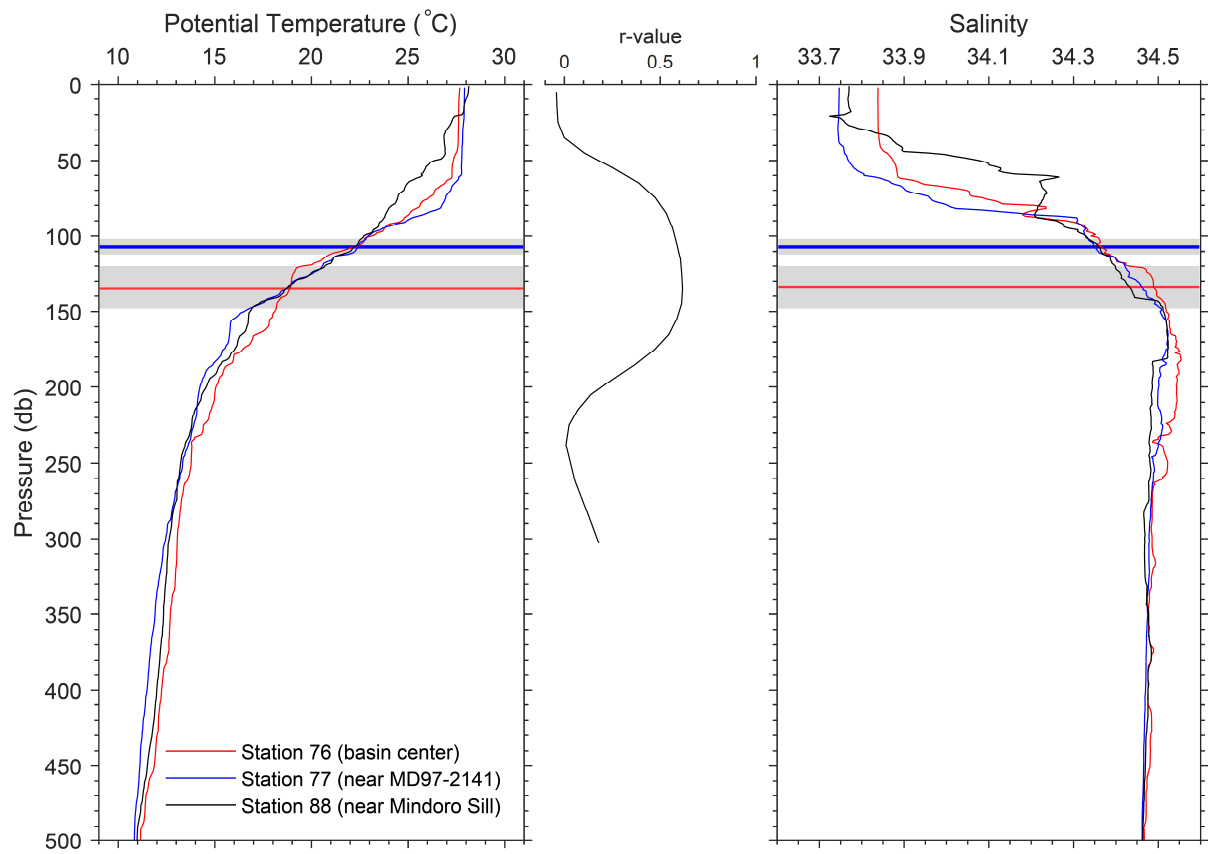 Potential Temperature (°C)
10 15 20 25 30
r-value
0 0.5 1
Salinity
33.7 33.9 34.1 34.3 34.5
Pressure (db)
0
50
100
150
200
250
300
350
400
450
500
Station 76 (basin center)
Station 77 (near MD97-2141)
Station 88 (near Mindoro Sill)